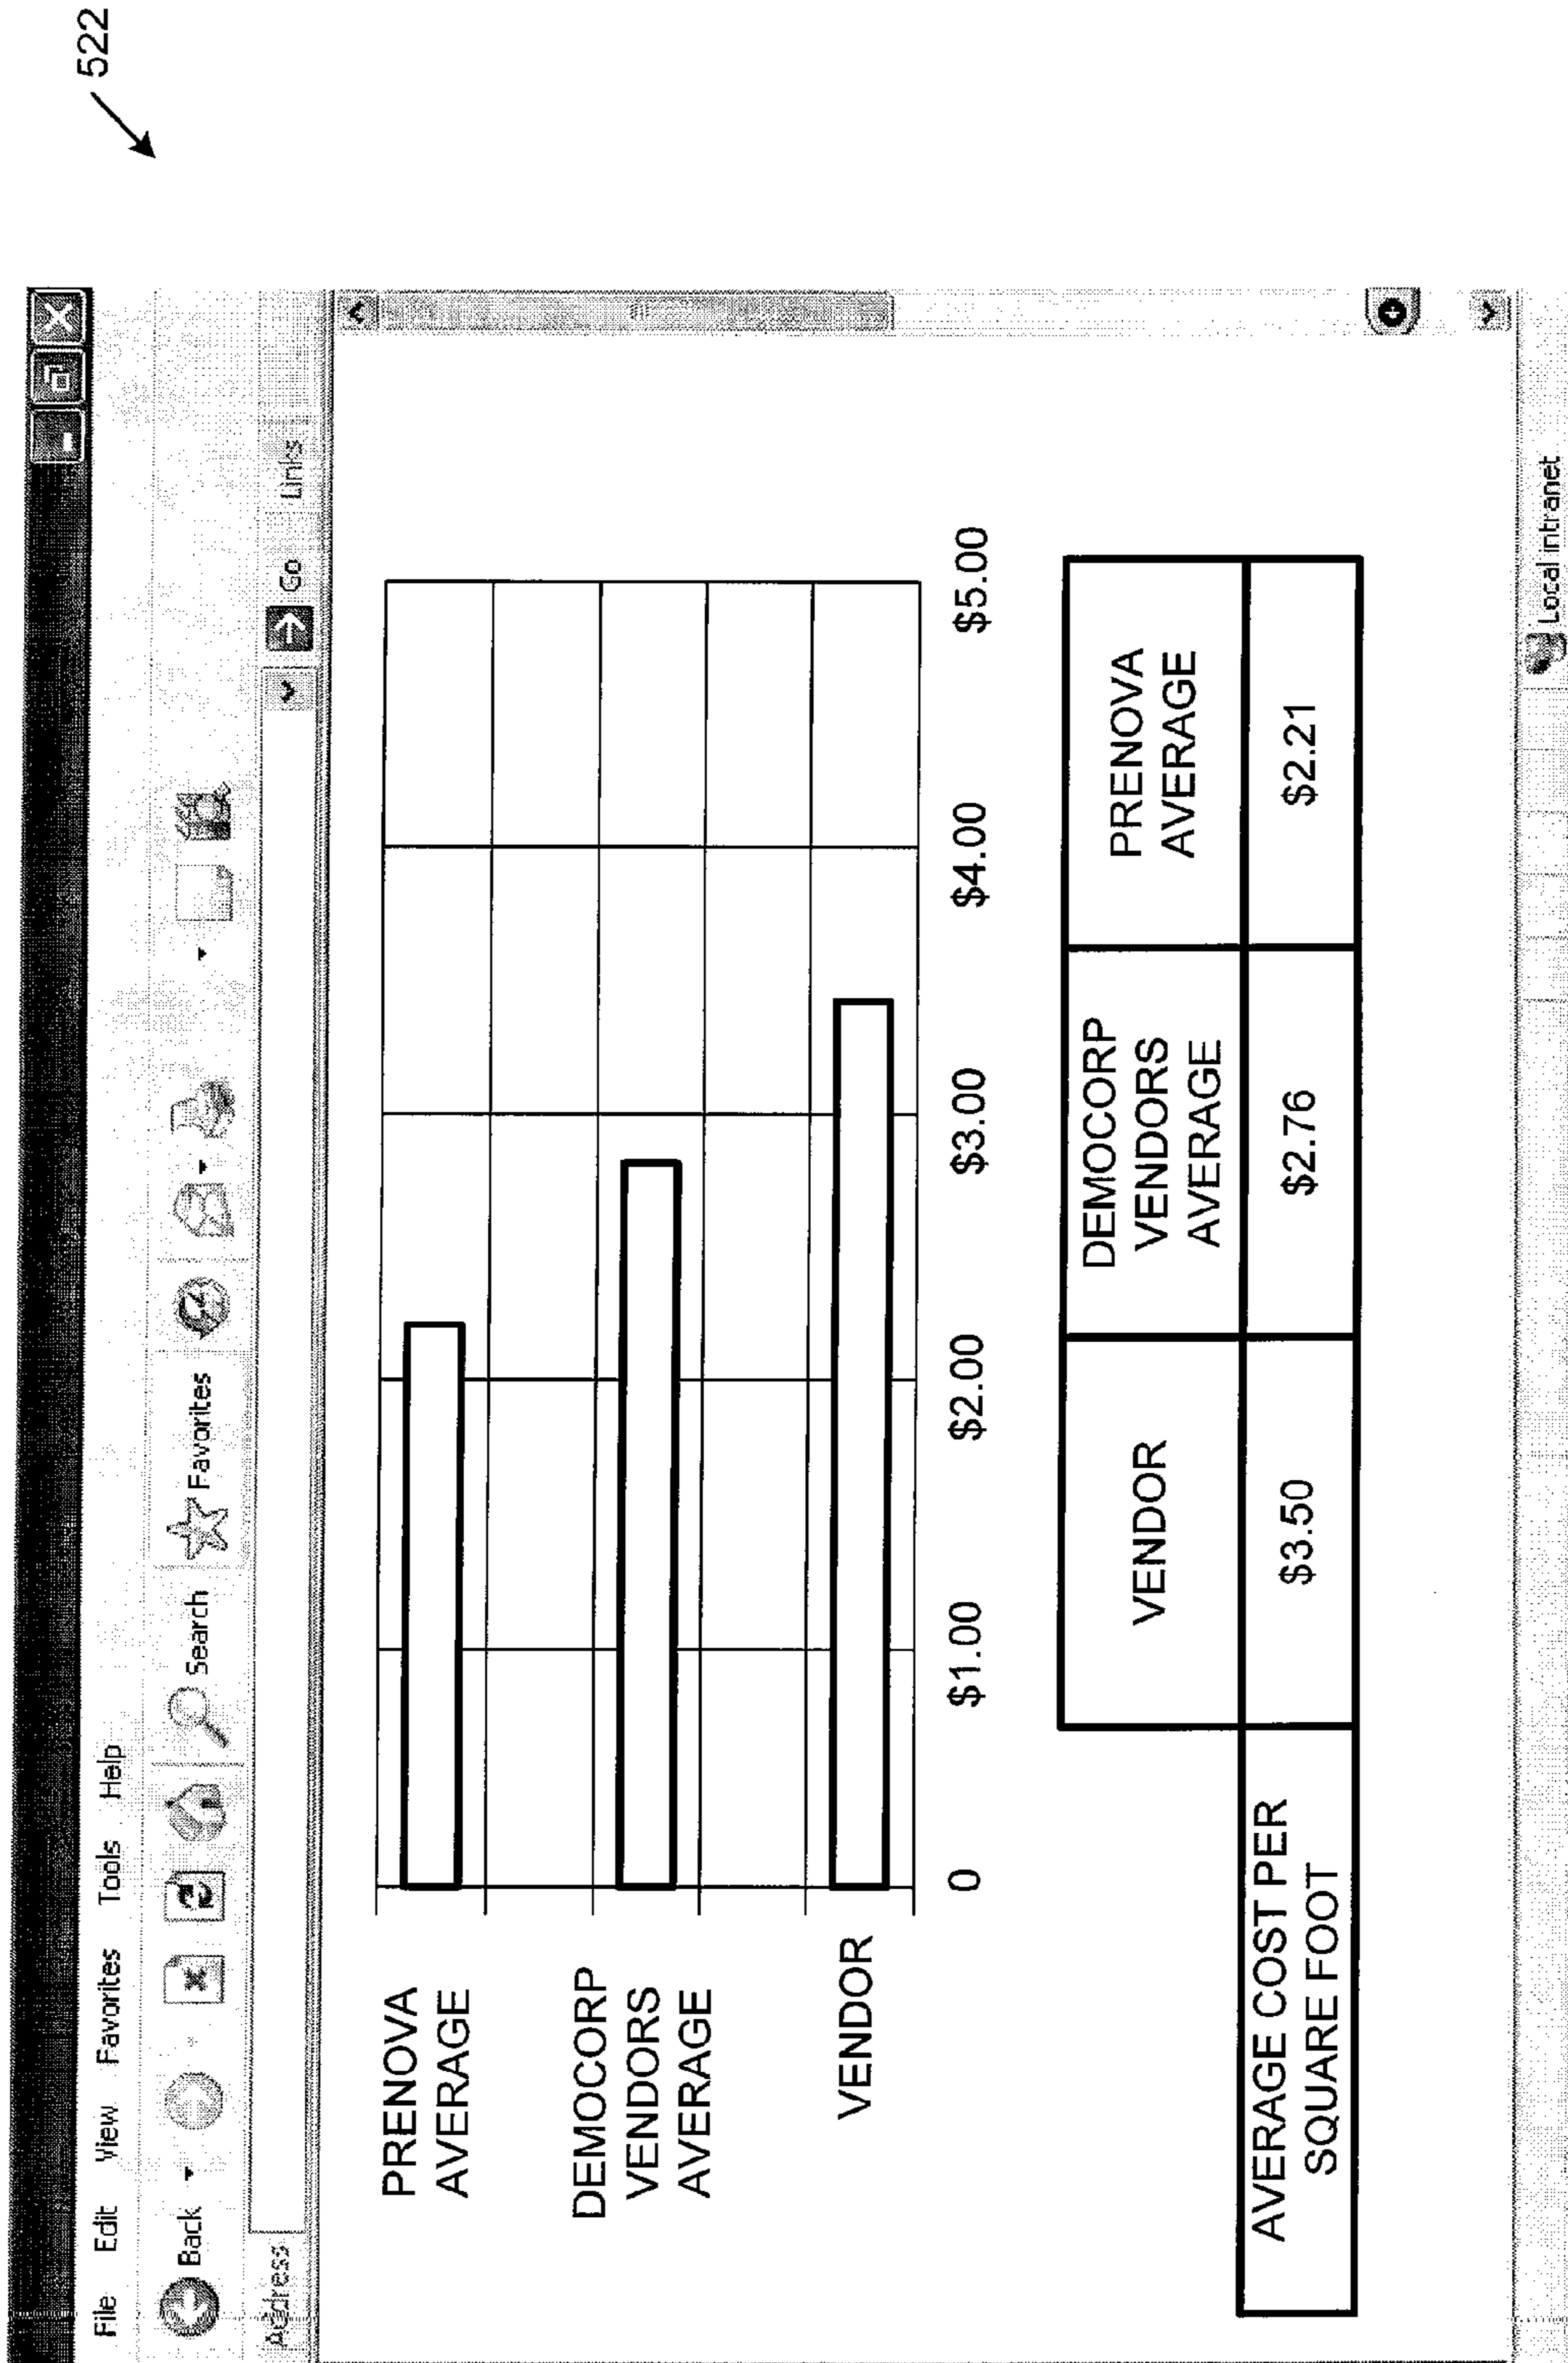 522
File Edit View Favorites Tools Help
Back Search Favorites
Address Go Links
PRENOVA
AVERAGE
DEMOCORP
VENDORS
AVERAGE
VENDOR
0 $1.00 $2.00 $3.00 $4.00 $5.00
VENDOR
DEMOCORP
VENDORS
AVERAGE
PRENOVA
AVERAGE
AVERAGE COST PER
SQUARE FOOT
$3.50 $2.76 $2.21
Local intranet